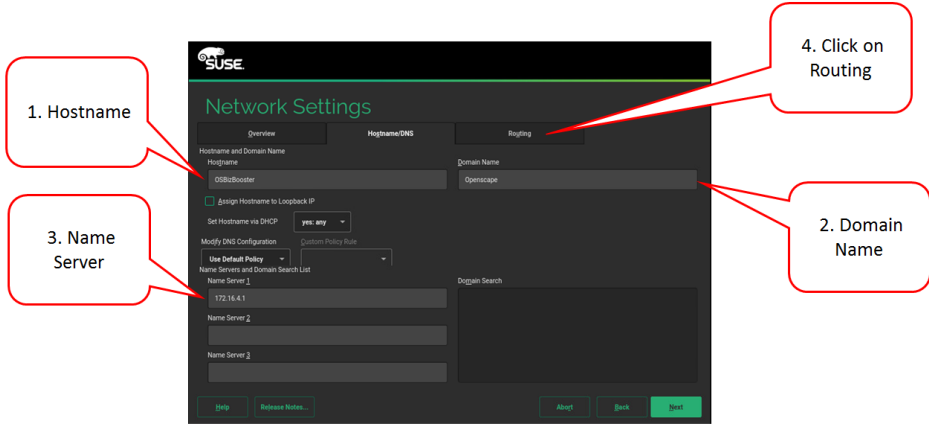 4. Click on
Routing
1. Hostname
SUSE
Network Settings
Overview
Hostname/DNS
Routing
Hostname and Domain Name
Hostname
Domain Name
OSBizBooster
Openscape
Assign Hostname to Loopback IP
Set Hostname via DHCP
yes: any
2. Domain
Name
3. Name
Server
Modify DNS Configuration
Custom Policy Rule
Use Default Policy
Name Servers and Domain Search List
Name Server 1
Domain Search
172.16.4.1
Name Server 2
Name Server 3
Help
Release Notes...
Abort
Back
Next